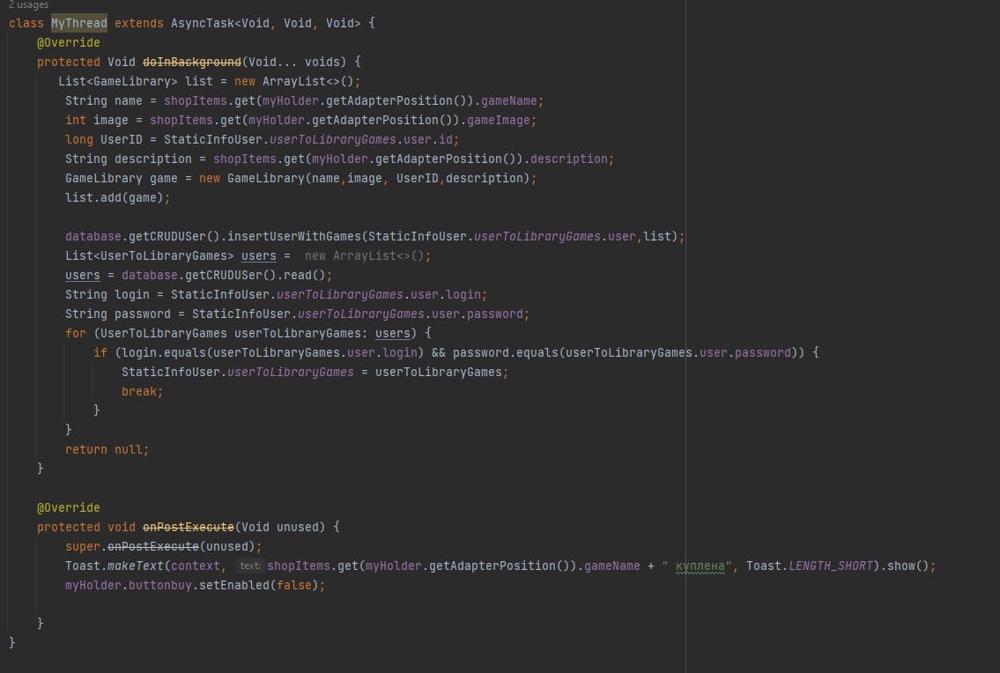 2 usages
class MyThread extends AsyncTask<Void, Void, Void> {
@Override
protected Void doInBackground(Void... voids) {
List<GameLibrary> list = new ArrayList<>();
String name = shopItems.get(myHolder.getAdapterPosition()).gameName;
int image = shopItems.get(myHolder.getAdapterPosition()).gameImage;
long UserID = StaticInfoUser.userToLibraryGames.user.id;
String description = shopItems.get(myHolder.getAdapterPosition()).description;
GameLibrary game = new GameLibrary(name,image, UserID,description);
list.add(game);
database.getCRUDUSer().insertUserWithGames(StaticInfoUser.userToLibraryGames.user,list);
List<UserToLibraryGames> users = new ArrayList<>();
users = database.getCRUDUSer().read();
String login = StaticInfoUser.userToLibraryGames.user.login;
String password = StaticInfoUser.userToLibraryGames.user.password;
for (UserToLibraryGames userToLibraryGames: users) {
if (login.equals(userToLibraryGames.user.login) && password.equals(userToLibraryGames.user.password)) {
StaticInfoUser.userToLibraryGames = userToLibraryGames;
break;
}
}
return null;
}
@Override
protected void onPostExecute(Void unused) {
super.onPostExecute(unused);
Toast.makeText(context, text: shopItems.get(myHolder.getAdapterPosition()).gameName + " куплена", Toast.LENGTH_SHORT).show();
myHolder.buttonbuy.setEnabled(false);
}
}